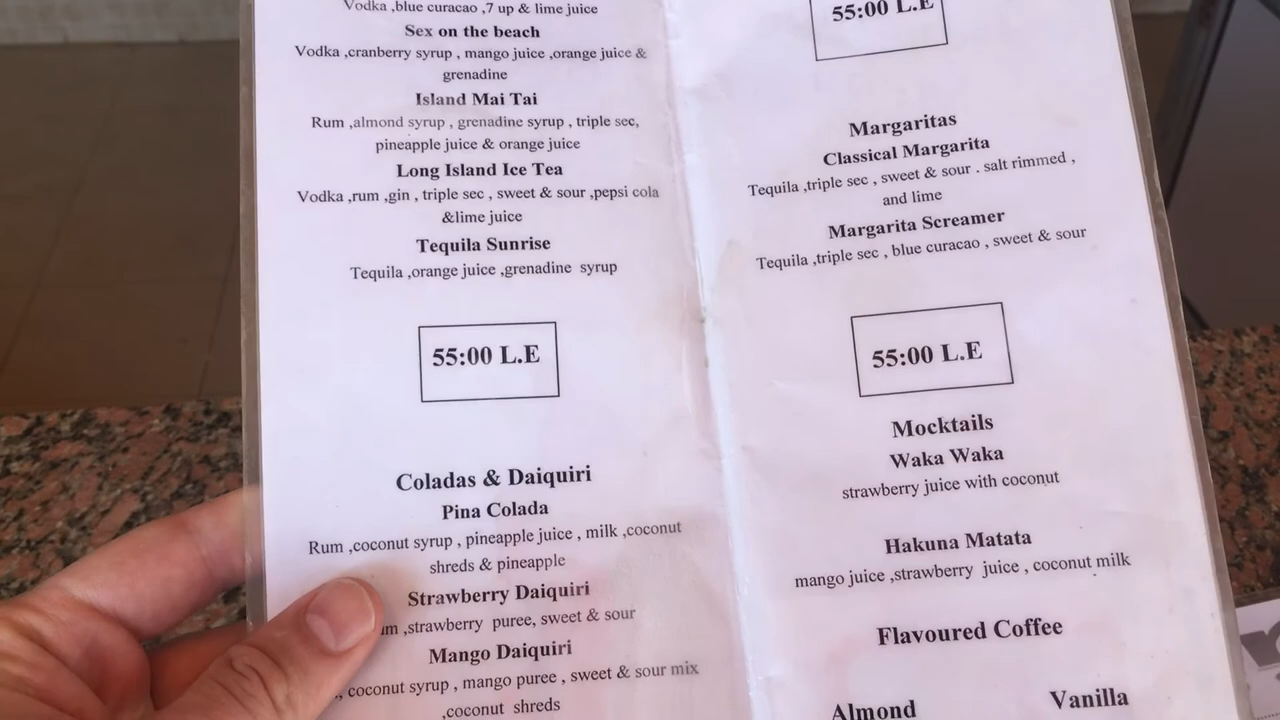 Vodka ,blue curacao ,7 up & lime juice
Sex on the beach
Vodka ,cranberry syrup , mango juice ,orange juice &
grenadine
Island Mai Tai
Rum ,almond syrup , grenadine syrup , triple sec,
pineapple juice & orange juice
Long Island Ice Tea
Vodka ,rum ,gin , triple sec , sweet & sour ,pepsi cola
&lime juice
Tequila Sunrise
Tequila ,orange juice ,grenadine syrup
55:00 L.E
Coladas & Daiquiri
Pina Colada
Rum ,coconut syrup , pineapple juice , milk ,coconut
shreds & pineapple
Strawberry Daiquiri
,strawberry puree, sweet & sour
Mango Daiquiri
, coconut syrup , mango puree , sweet & sour mix
,coconut shreds
55:00 L.E
Margaritas
Classical Margarita
Tequila ,triple sec , sweet & sour . salt rimmed ,
and lime
Margarita Screamer
Tequila ,triple sec , blue curacao , sweet & sour
55:00 L.E
Mocktails
Waka Waka
strawberry juice with coconut
Hakuna Matata
mango juice ,strawberry juice , coconut milk
Flavoured Coffee
Almond Vanilla